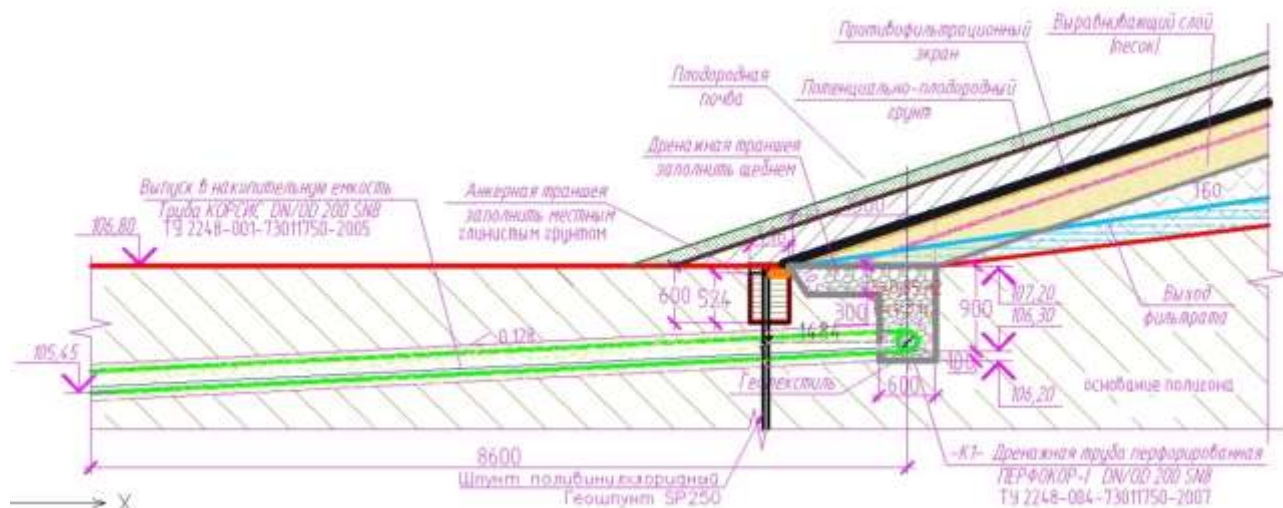 Противофильтрационный
экран
Выравнивающий слой
(песок)
Плодородная
почва
Потенциально-плодородный
грунт
Дренажная траншея
заполнить щебнем
Выпуск в накопительную емкость
Труба КОРСИС DN/OD 200 SN8
ТУ 2248-001-73011750-2005
Анкерная траншея
заполнить местным
глинистым грунтом
160
106,80
600
524
300
900
107,20
106,30
Выход
фильтрата
0,128
1484
105,45
Геотекстиль
600
100
106,20
основание полигона
8600
Шпунт поливинилхлоридный
Геошпунт SP250
-К1- Дренажная труба перфорированная
ПЕРФОКОР-I DN/OD 200 SN8
ТУ 2248-004-73011750-2007
X